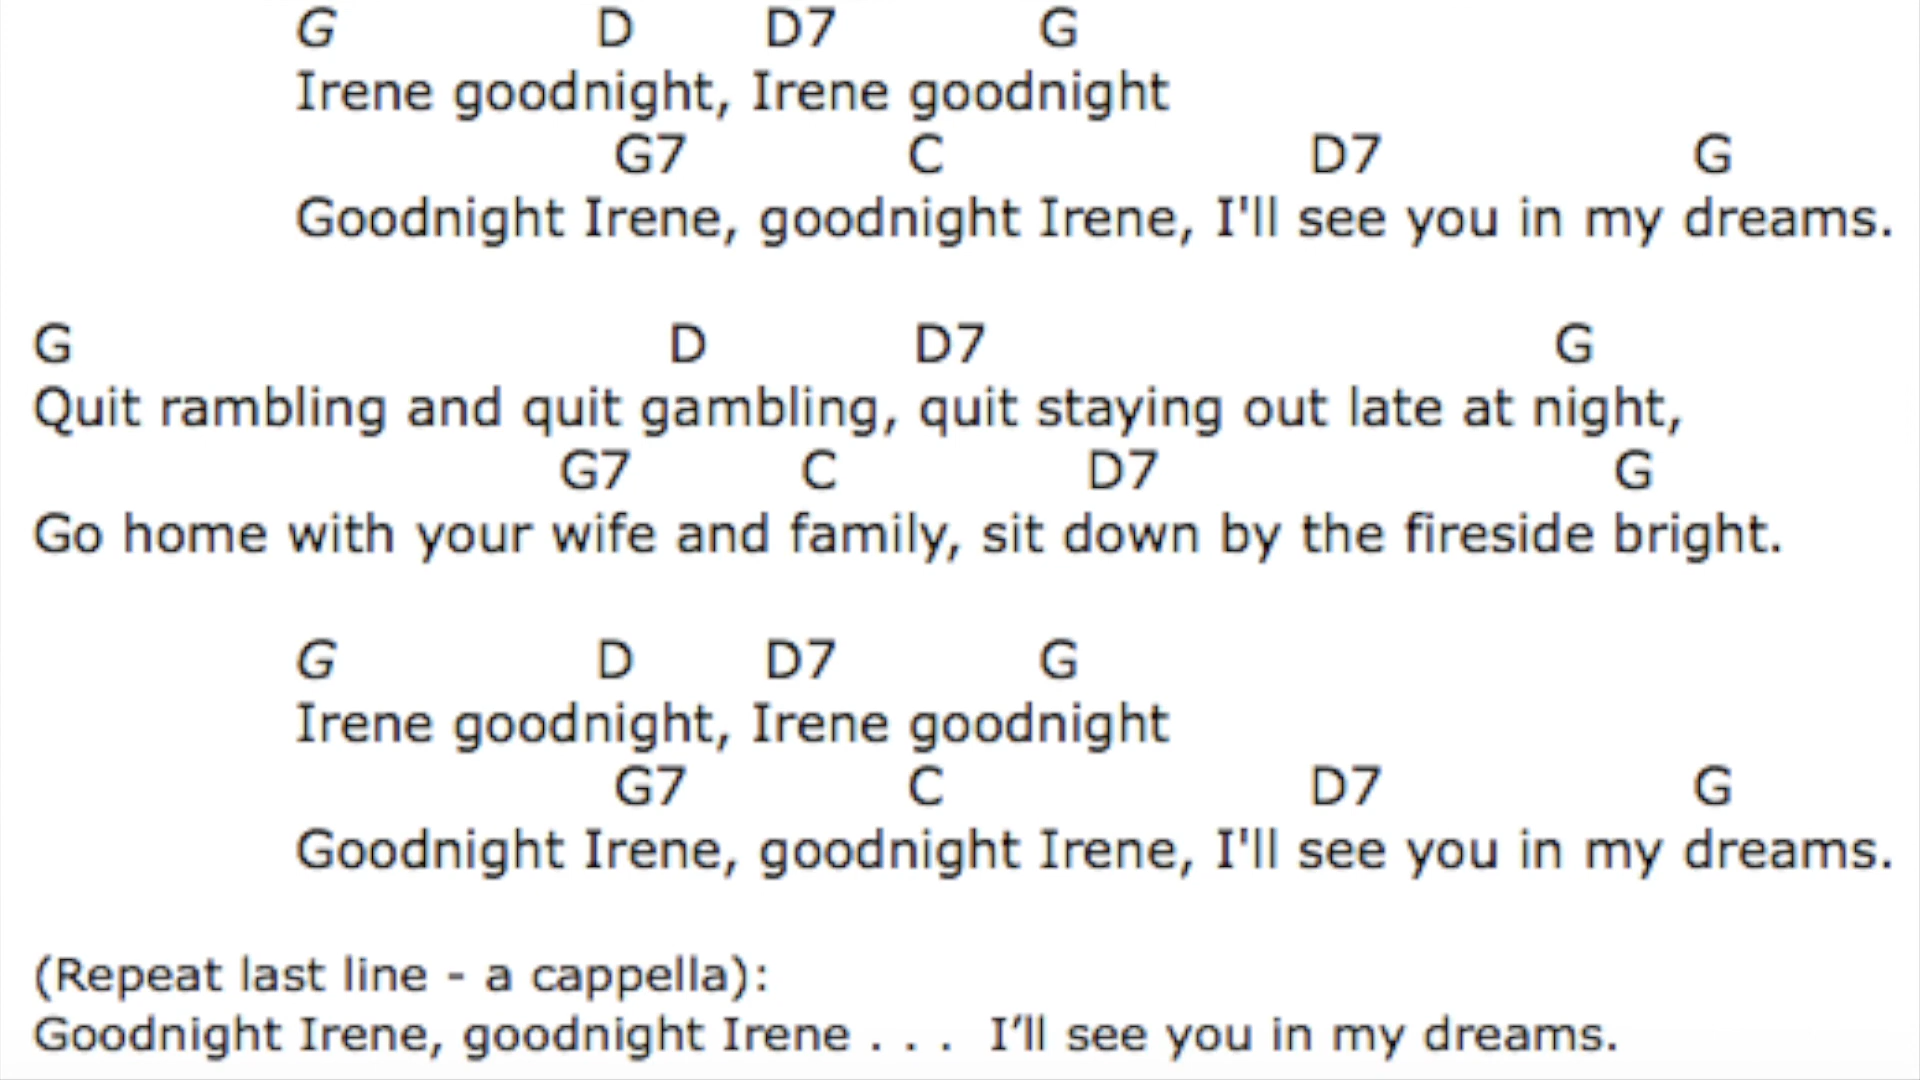 G D D7 G
Irene goodnight, Irene goodnight
G7 C D7 G
Goodnight Irene, goodnight Irene, I'll see you in my dreams.
G D D7 G
Quit rambling and quit gambling, quit staying out late at night,
G7 C D7 G
Go home with your wife and family, sit down by the fireside bright.
G D D7 G
Irene goodnight, Irene goodnight
G7 C D7 G
Goodnight Irene, goodnight Irene, I'll see you in my dreams.
(Repeat last line - a cappella):
Goodnight Irene, goodnight Irene . . . I’ll see you in my dreams.